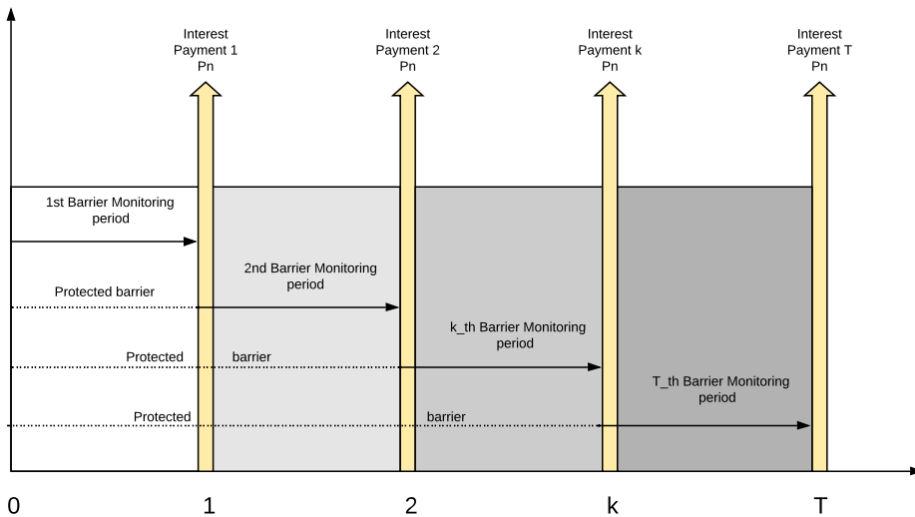 Interest
Payment 1
Pn
Interest
Payment 2
Pn
Interest
Payment k
Pn
Interest
Payment T
Pn
1st Barrier Monitoring
period
2nd Barrier Monitoring
period
Protected barrier
k_th Barrier Monitoring
period
Protected barrier
T_th Barrier Monitoring
period
Protected barrier
0 1 2 k T